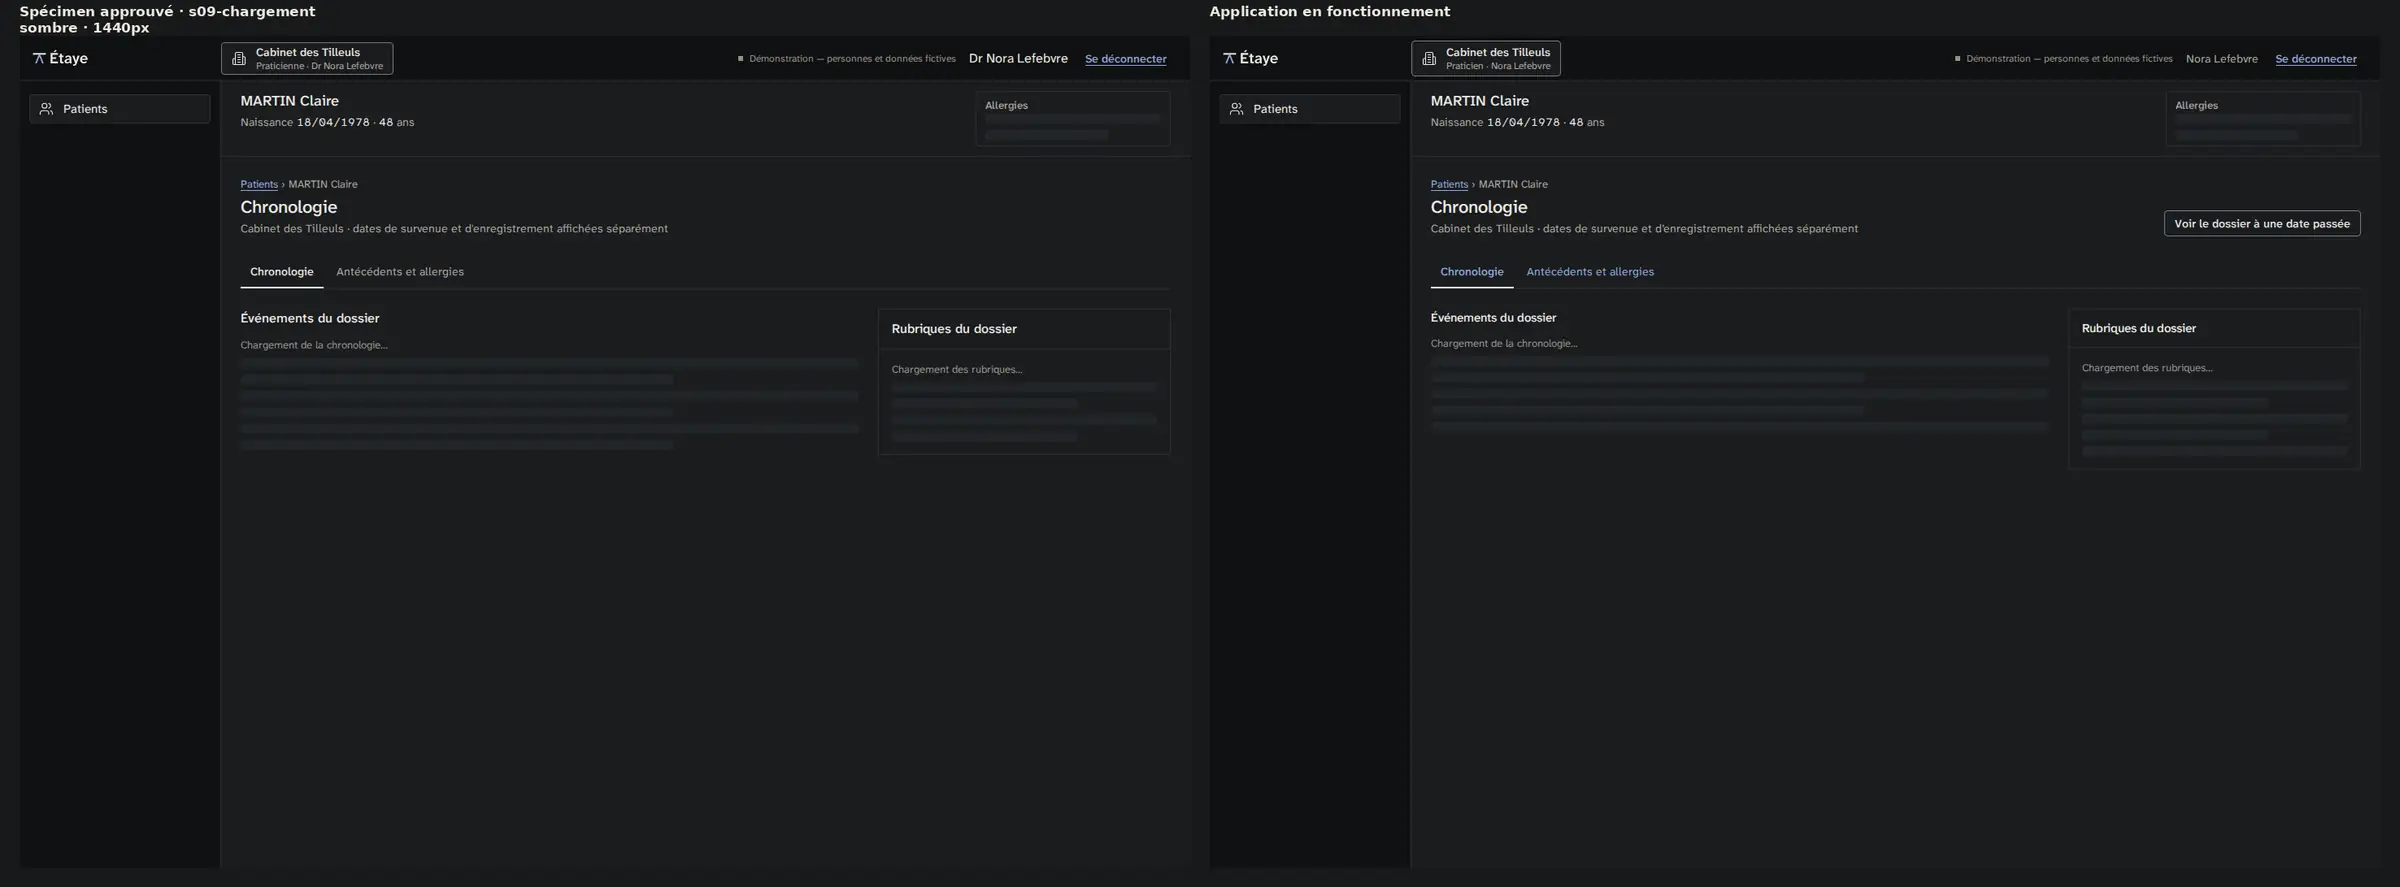 Spécimen approuvé · s09-chargement
sombre · 1440px
Étaye
Cabinet des Tilleuls
Praticienne · Dr Nora Lefebvre
Démonstration — personnes et données fictives
Dr Nora Lefebvre
Se déconnecter
Patients
MARTIN Claire
Naissance 18/04/1978 · 48 ans
Allergies
Patients › MARTIN Claire
Chronologie
Cabinet des Tilleuls · dates de survenue et d'enregistrement affichées séparément
Chronologie
Antécédents et allergies
Événements du dossier
Chargement de la chronologie…
Rubriques du dossier
Chargement des rubriques…
Application en fonctionnement
Étaye
Cabinet des Tilleuls
Praticien · Nora Lefebvre
Démonstration — personnes et données fictives
Nora Lefebvre
Se déconnecter
Patients
MARTIN Claire
Naissance 18/04/1978 · 48 ans
Allergies
Patients › MARTIN Claire
Chronologie
Cabinet des Tilleuls · dates de survenue et d'enregistrement affichées séparément
Voir le dossier à une date passée
Chronologie
Antécédents et allergies
Événements du dossier
Chargement de la chronologie…
Rubriques du dossier
Chargement des rubriques…